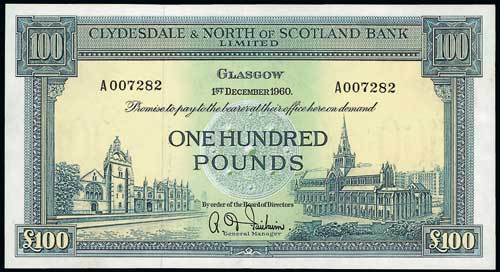 100 CLYDESDALE & NORTH OF SCOTLAND BANK 100
LIMITED
GLASGOW
A007282 1ST DECEMBER 1960. A007282
Promise to pay to the bearer at their office here on demand
ONE HUNDRED
POUNDS
By order of the Board of Directors
R. D. Fairbairn
General Manager
£100 £100